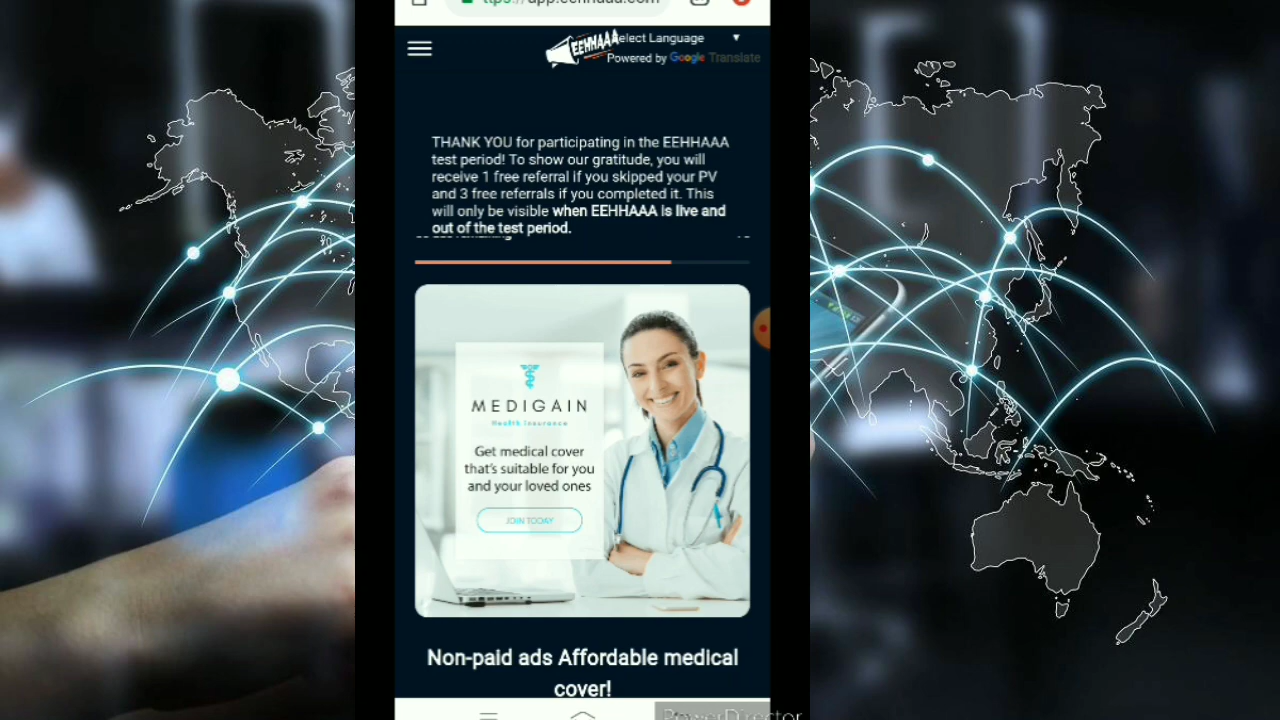 EEHHAAA
elect Language
Powered by Google Translate
THANK YOU for participating in the EEHHAAA
test period! To show our gratitude, you will
receive 1 free referral if you skipped your PV
and 3 free referrals if you completed it. This
will only be visible when EEHHAAA is live and
out of the test period.
MEDIGAIN
Health Insurance
Get medical cover
that's suitable for you
and your loved ones
JOIN TODAY
Non-paid ads Affordable medical
cover!
PowerDirector